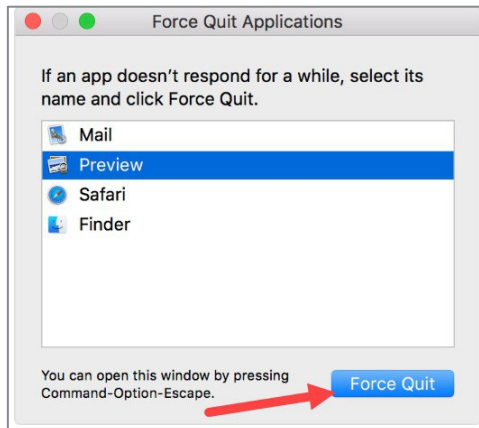 Force Quit Applications
If an app doesn’t respond for a while, select its
name and click Force Quit.
Mail
Preview
Safari
Finder
You can open this window by pressing
Command-Option-Escape.
Force Quit